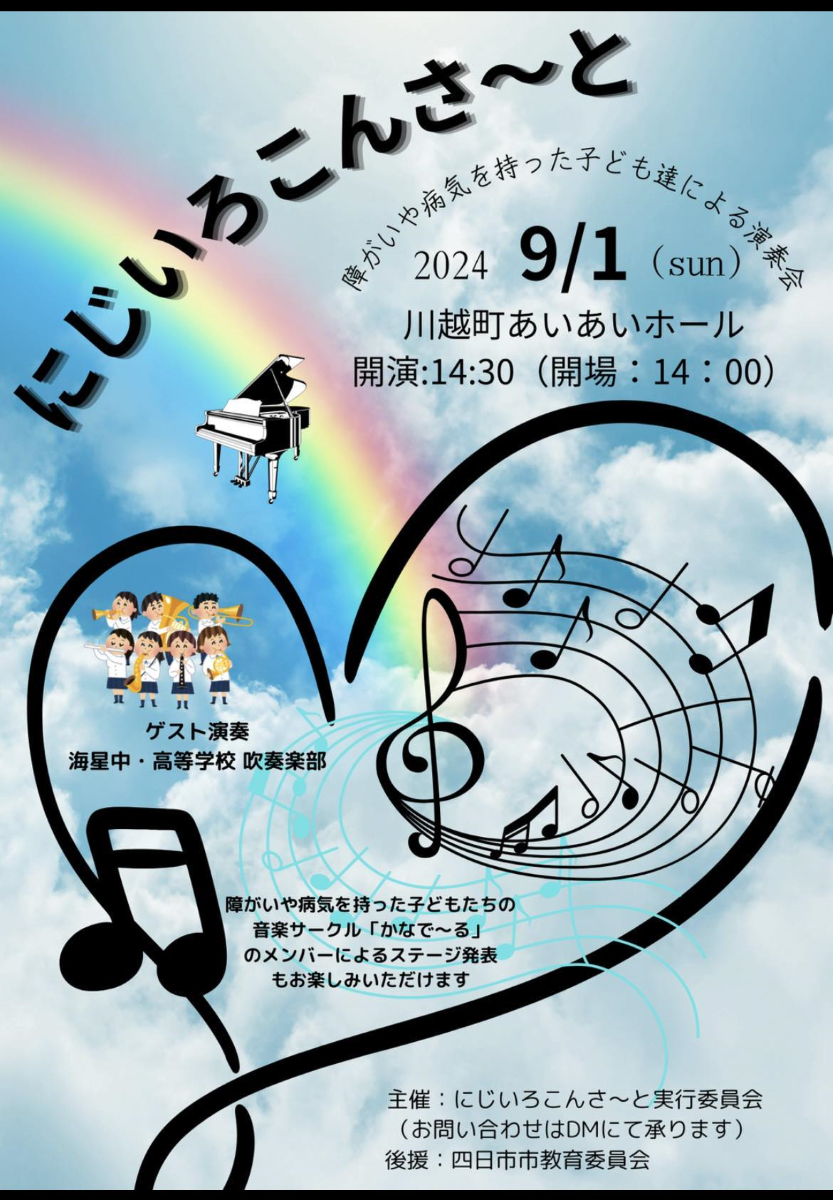 にじいろこんさ～と
障がいや病気を持った子ども達による演奏会
2024 9/1（sun）
川越町あいあいホール
開演:14:30（開場：14：00）
ゲスト演奏
海星中・高等学校 吹奏楽部
障がいや病気を持った子どもたちの
音楽サークル「かなで～る」
のメンバーによるステージ発表
もお楽しみいただけます
主催：にじいろこんさ～と実行委員会
（お問い合わせはDMにて承ります）
後援：四日市市教育委員会